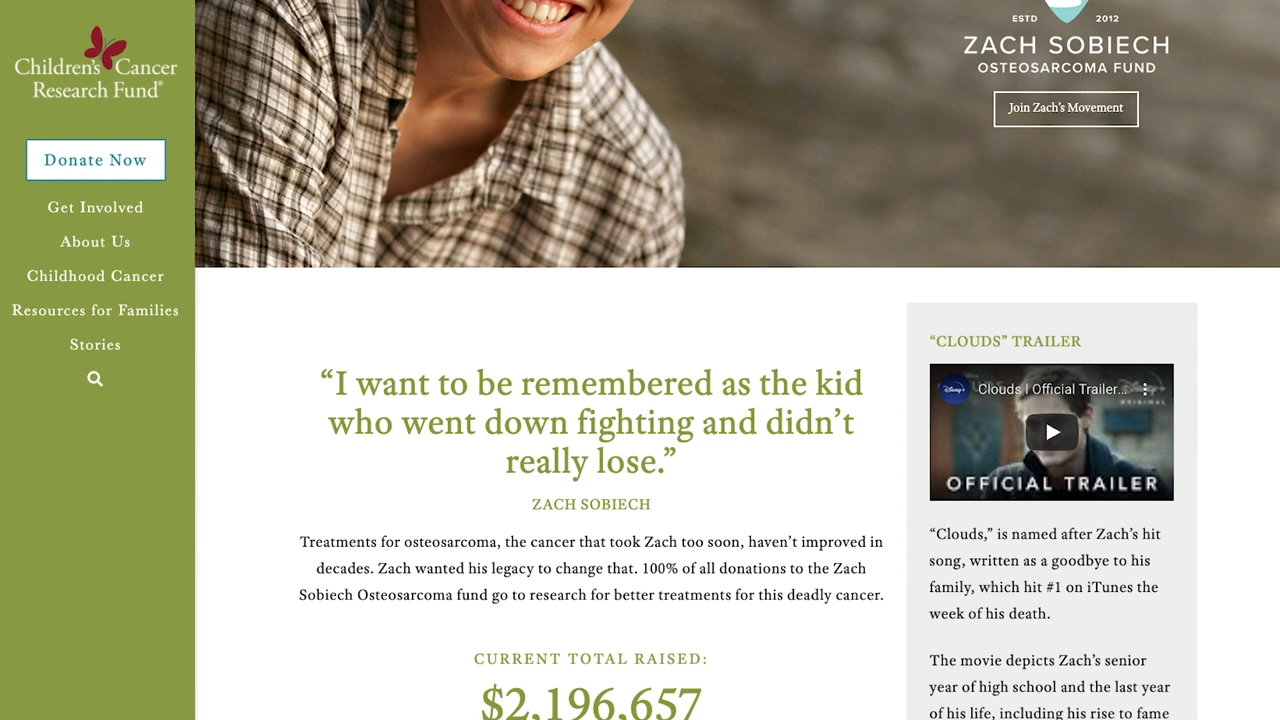 Children's Cancer
Research Fund®
Donate Now
Get Involved
About Us
Childhood Cancer
Resources for Families
Stories
ESTD 2012
ZACH SOBIECH
OSTEOSARCOMA FUND
Join Zach's Movement
“I want to be remembered as the kid
who went down fighting and didn’t
really lose.”
ZACH SOBIECH
Treatments for osteosarcoma, the cancer that took Zach too soon, haven’t improved in
decades. Zach wanted his legacy to change that. 100% of all donations to the Zach
Sobiech Osteosarcoma fund go to research for better treatments for this deadly cancer.
CURRENT TOTAL RAISED:
$2,196,657
“CLOUDS” TRAILER
Disney+
Clouds | Official Trailer...
ORIGINAL
OFFICIAL TRAILER
“Clouds,” is named after Zach’s hit
song, written as a goodbye to his
family, which hit #1 on iTunes the
week of his death.
The movie depicts Zach’s senior
year of high school and the last year
of his life, including his rise to fame